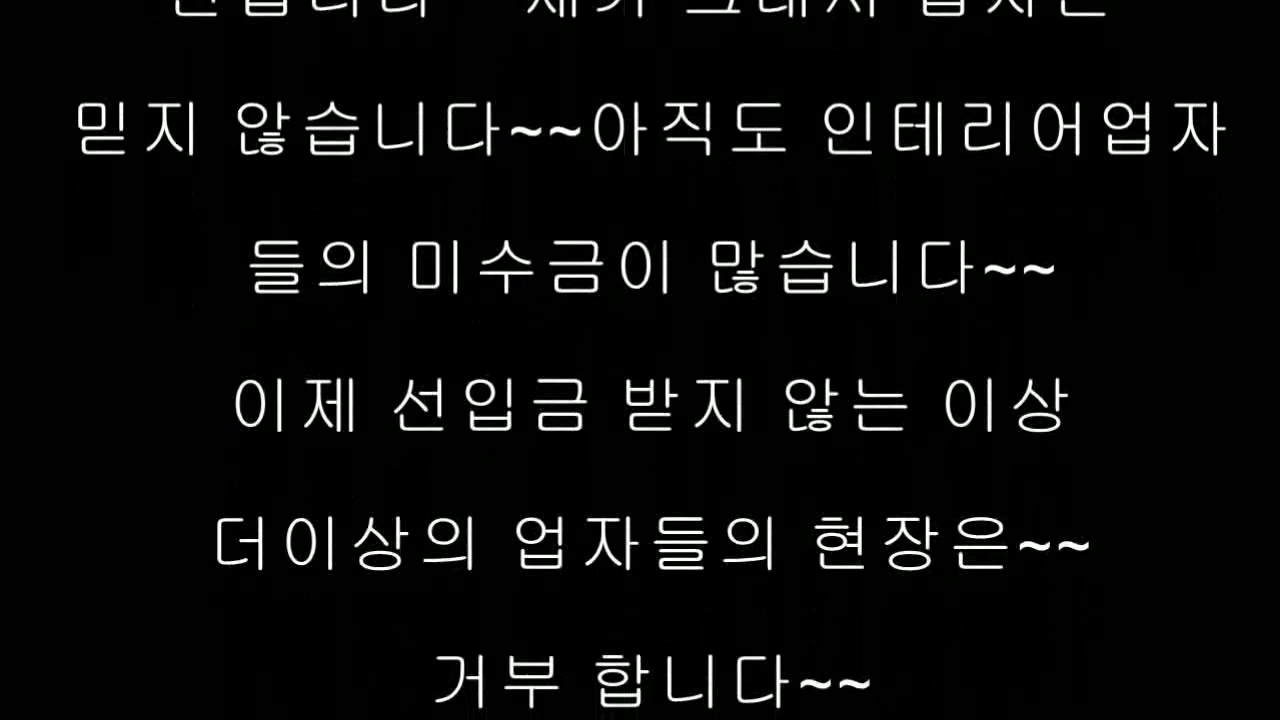 믿지 않습니다~~아직도 인테리어업자
들의 미수금이 많습니다~~
이제 선입금 받지 않는 이상
더이상의 업자들의 현장은~~
거부 합니다~~